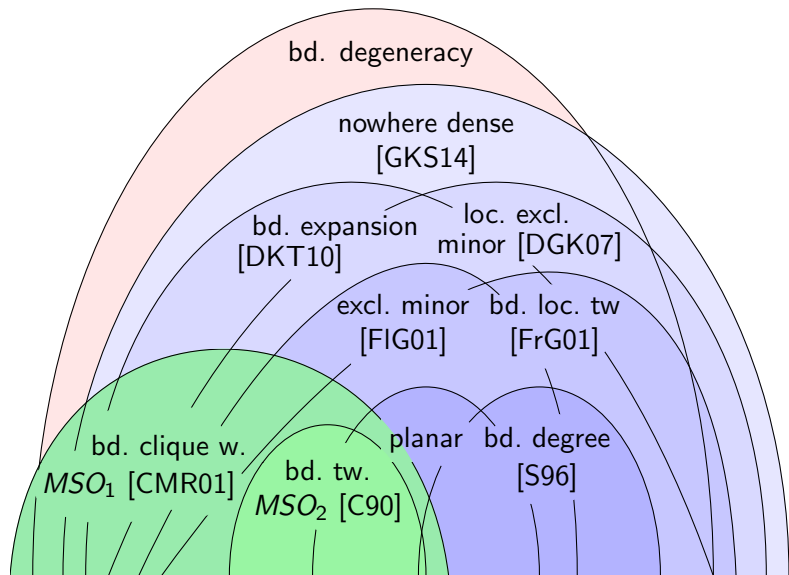 bd. degeneracy
nowhere dense
[GKS14]
bd. expansion
[DKT10]
loc. excl.
minor [DGK07]
excl. minor
[FlG01]
bd. loc. tw
[FrG01]
bd. clique w.
MSO₁ [CMR01]
bd. tw.
MSO₂ [C90]
planar
bd. degree
[S96]